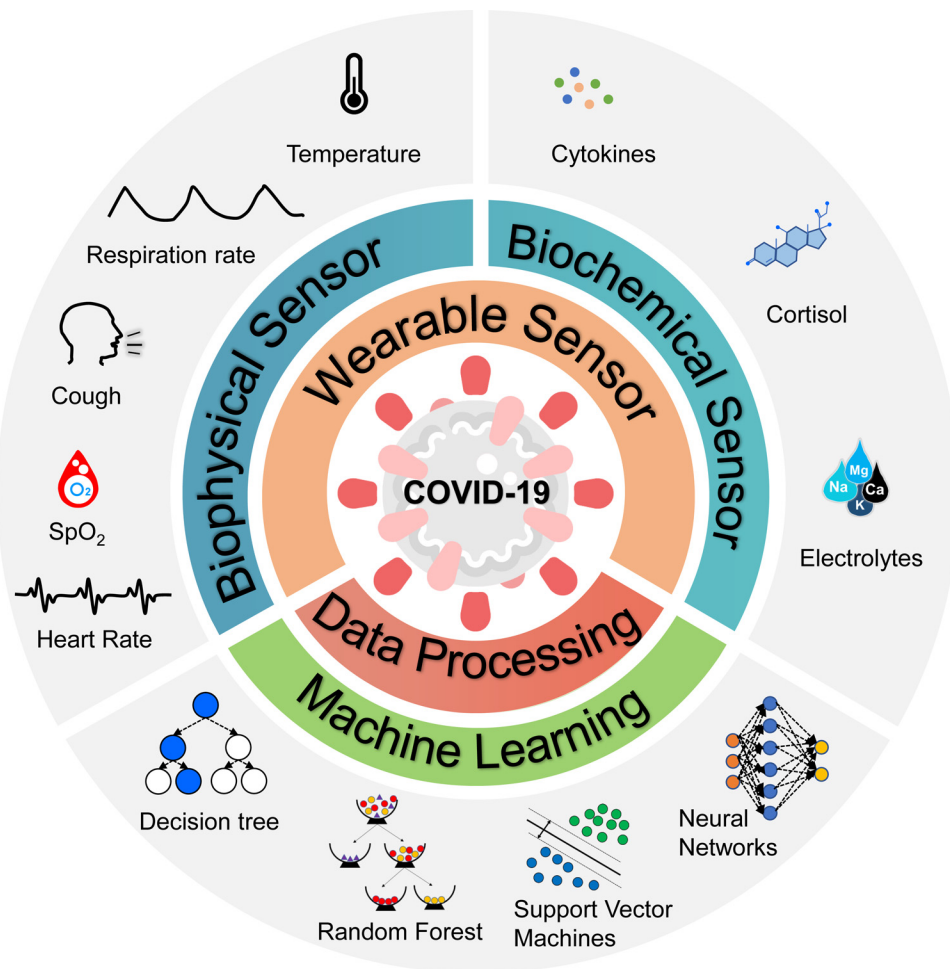 Temperature
Cytokines
Respiration rate
Cortisol
Cough
O₂
SpO₂
Heart Rate
Mg
Na
Ca
K
Electrolytes
Biophysical Sensor
Biochemical Sensor
Wearable Sensor
COVID-19
Data Processing
Machine Learning
Decision tree
Random Forest
Support Vector
Machines
Neural
Networks